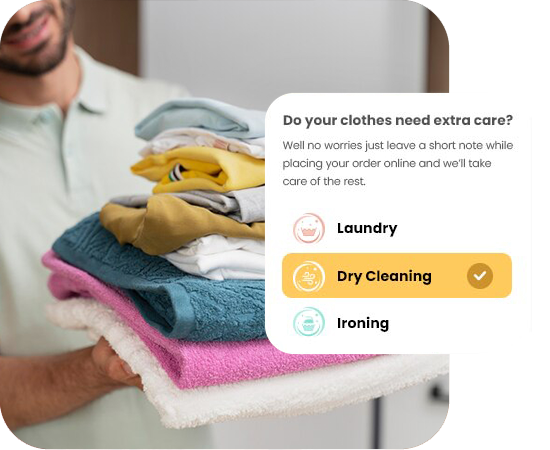 Do your clothes need extra care?
Well no worries just leave a short note while
placing your order online and we'll take
care of the rest.
Laundry
Dry Cleaning
Ironing